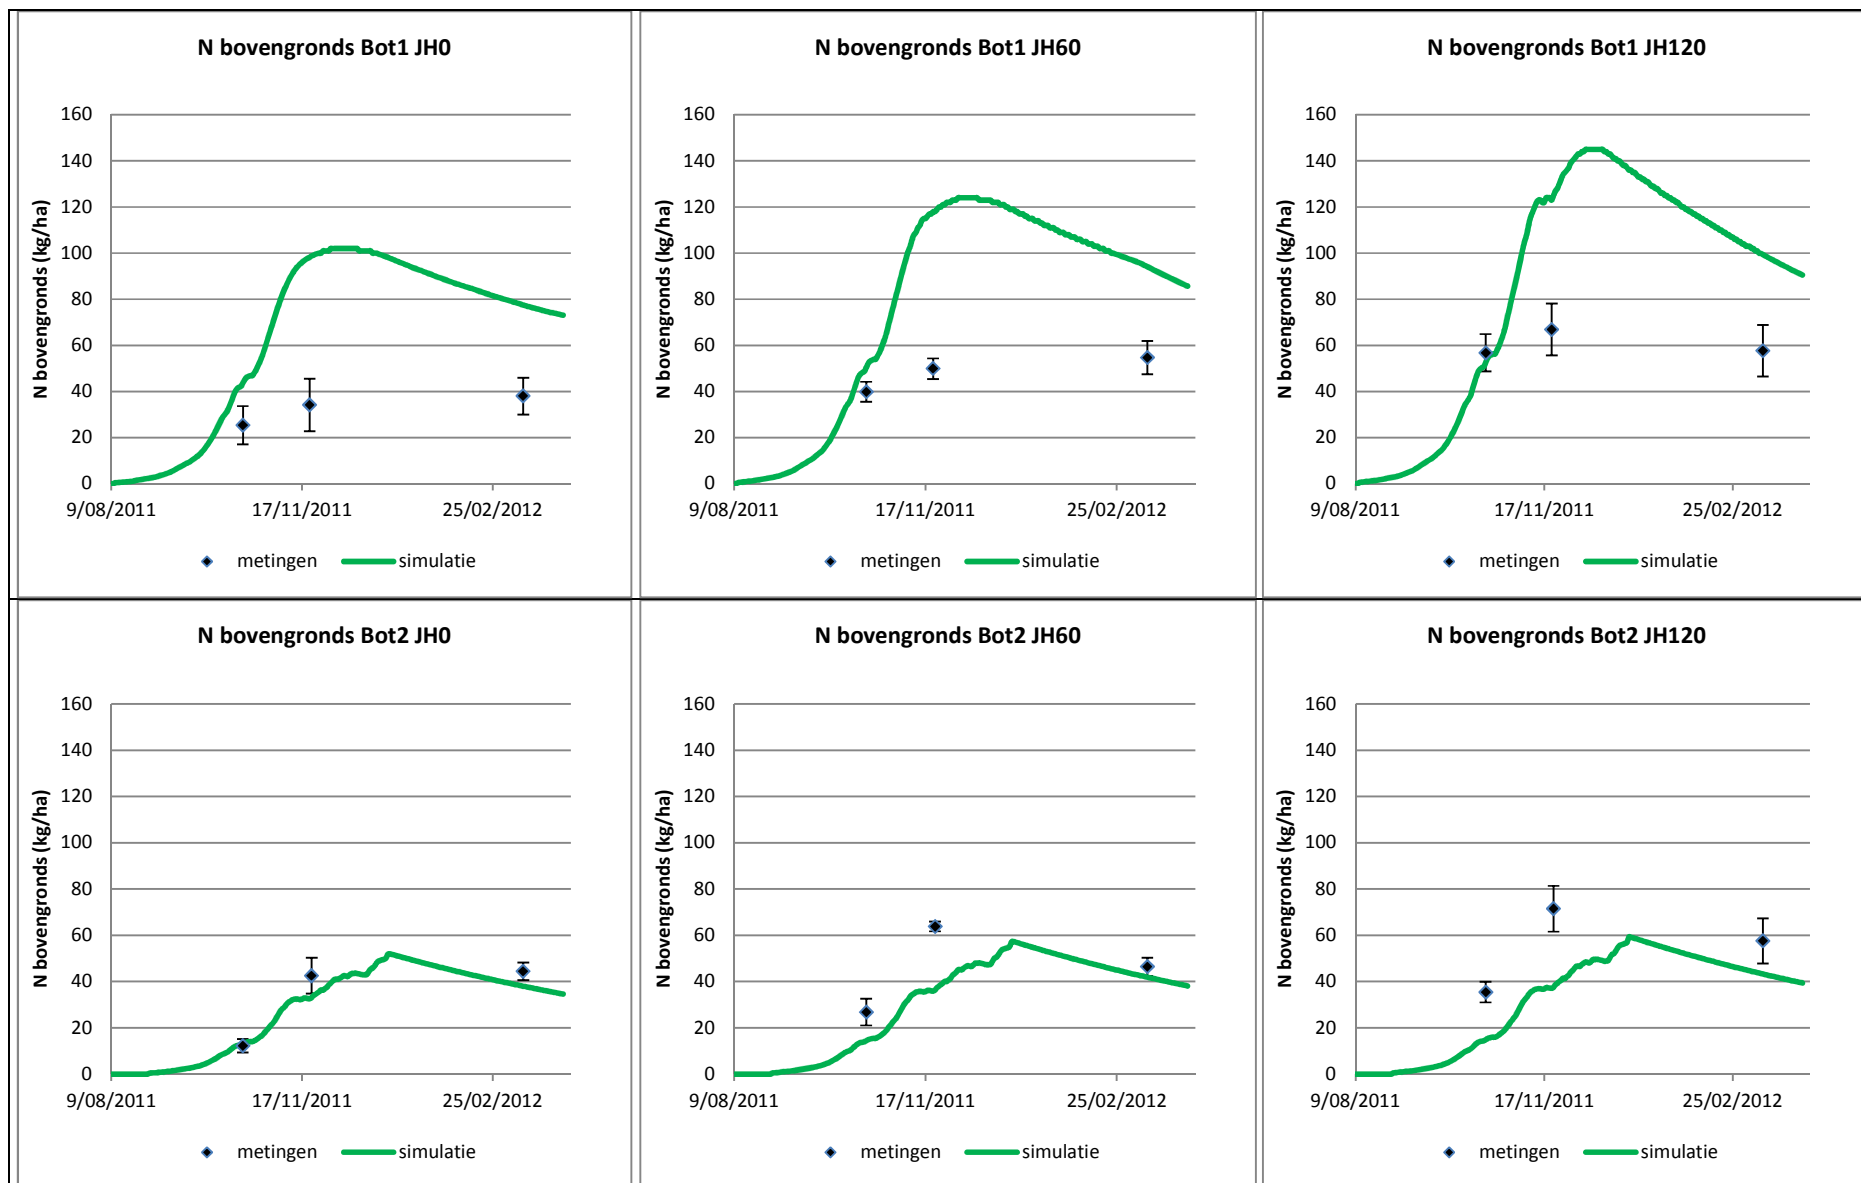 N bovengronds Bot1 JH0
N bovengronds (kg/ha)
160
140
120
100
80
60
40
20
0
9/08/2011 17/11/2011 25/02/2012
metingen simulatie
N bovengronds Bot1 JH60
N bovengronds (kg/ha)
160
140
120
100
80
60
40
20
0
9/08/2011 17/11/2011 25/02/2012
metingen simulatie
N bovengronds Bot1 JH120
N bovengronds (kg/ha)
160
140
120
100
80
60
40
20
0
9/08/2011 17/11/2011 25/02/2012
metingen simulatie
N bovengronds Bot2 JH0
N bovengronds (kg/ha)
160
140
120
100
80
60
40
20
0
9/08/2011 17/11/2011 25/02/2012
metingen simulatie
N bovengronds Bot2 JH60
N bovengronds (kg/ha)
160
140
120
100
80
60
40
20
0
9/08/2011 17/11/2011 25/02/2012
metingen simulatie
N bovengronds Bot2 JH120
N bovengronds (kg/ha)
160
140
120
100
80
60
40
20
0
9/08/2011 17/11/2011 25/02/2012
metingen simulatie